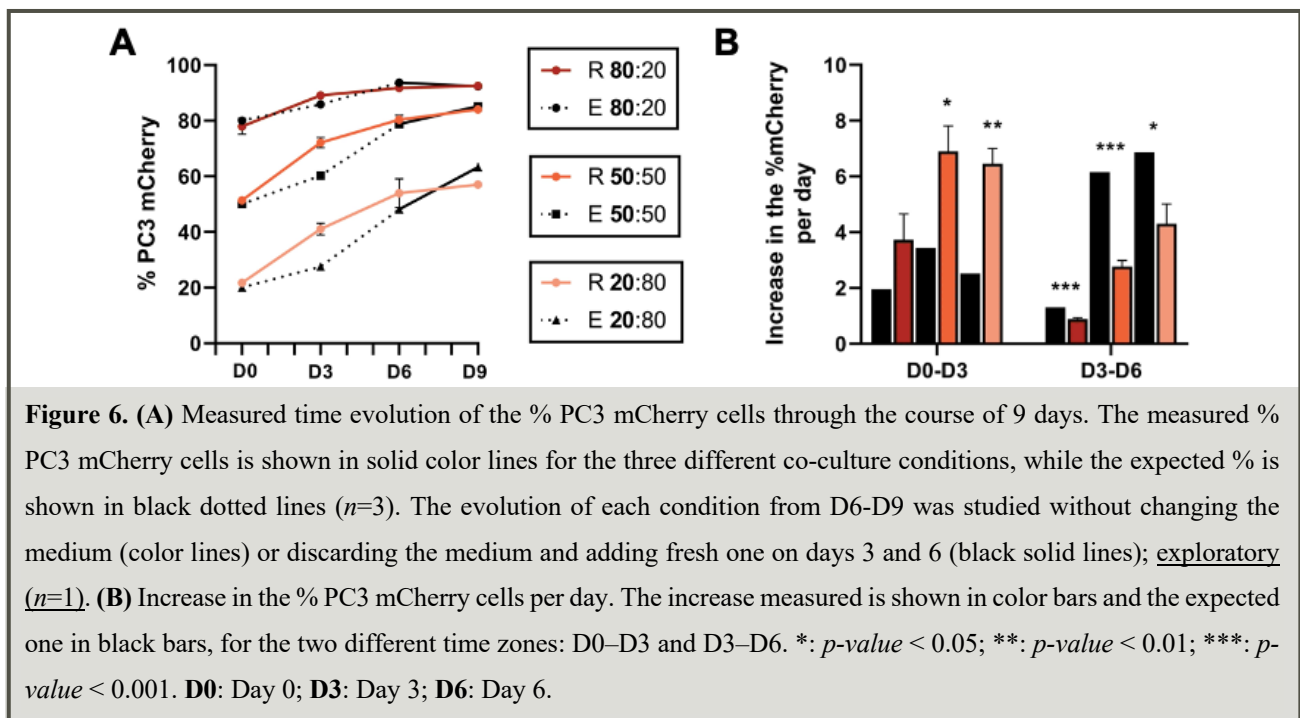 A
B
% PC3 mCherry
100
80
60
40
20
0
D0
D3
D6
D9
R 80:20
E 80:20
R 50:50
E 50:50
R 20:80
E 20:80
Increase in the %mCherry
per day
10
8
6
4
2
0
*
**
***
***
*
D0-D3
D3-D6
Figure 6. (A) Measured time evolution of the % PC3 mCherry cells through the course of 9 days. The measured %
PC3 mCherry cells is shown in solid color lines for the three different co-culture conditions, while the expected % is
shown in black dotted lines (n=3). The evolution of each condition from D6-D9 was studied without changing the
medium (color lines) or discarding the medium and adding fresh one on days 3 and 6 (black solid lines); exploratory
(n=1). (B) Increase in the % PC3 mCherry cells per day. The increase measured is shown in color bars and the expected
one in black bars, for the two different time zones: D0–D3 and D3–D6. *: p-value < 0.05; **: p-value < 0.01; ***: p-
value < 0.001. D0: Day 0; D3: Day 3; D6: Day 6.